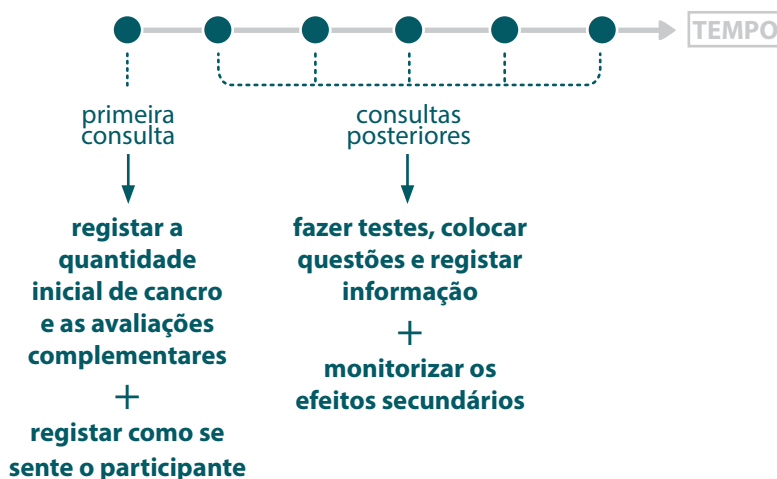 TEMPO
primeira
consulta
registar a
quantidade
inicial de cancro
e as avaliações
complementares
+
registar como se
sente o participante
consultas
posteriores
fazer testes, colocar
questões e registar
informação
+
monitorizar os
efeitos secundários